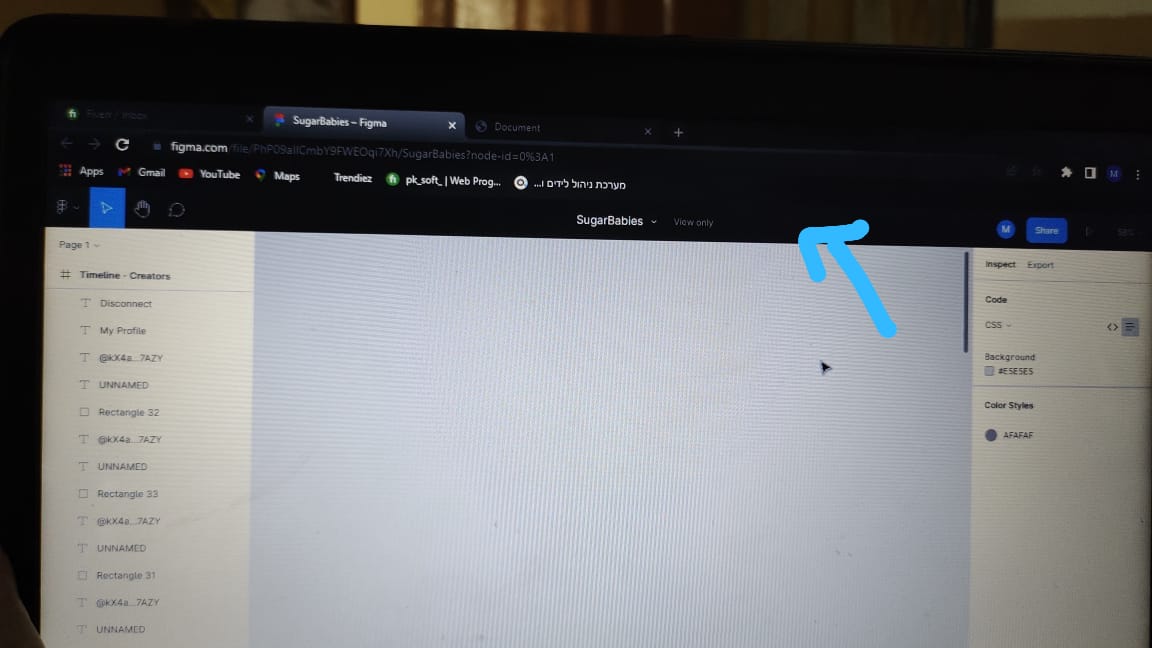 Fiverr / Inbox
SugarBabies – Figma
Document
figma.com/file/PhP09allCmbY9FWEOqi7Xh/SugarBabies?node-id=0%3A1
Apps Gmail YouTube Maps Trendiez pk_soft_ | Web Prog... מערכת ניהול לידים ו...
M
SugarBabies View only
M Share 58%
Page 1
Timeline - Creators
Disconnect
My Profile
@kX4a...7AZY
UNNAMED
Rectangle 32
@kX4a...7AZY
UNNAMED
Rectangle 33
@kX4a...7AZY
UNNAMED
Rectangle 31
@kX4a...7AZY
UNNAMED
Inspect Export
Code
CSS
Background
#E5E5E5
Color Styles
AFAFAF